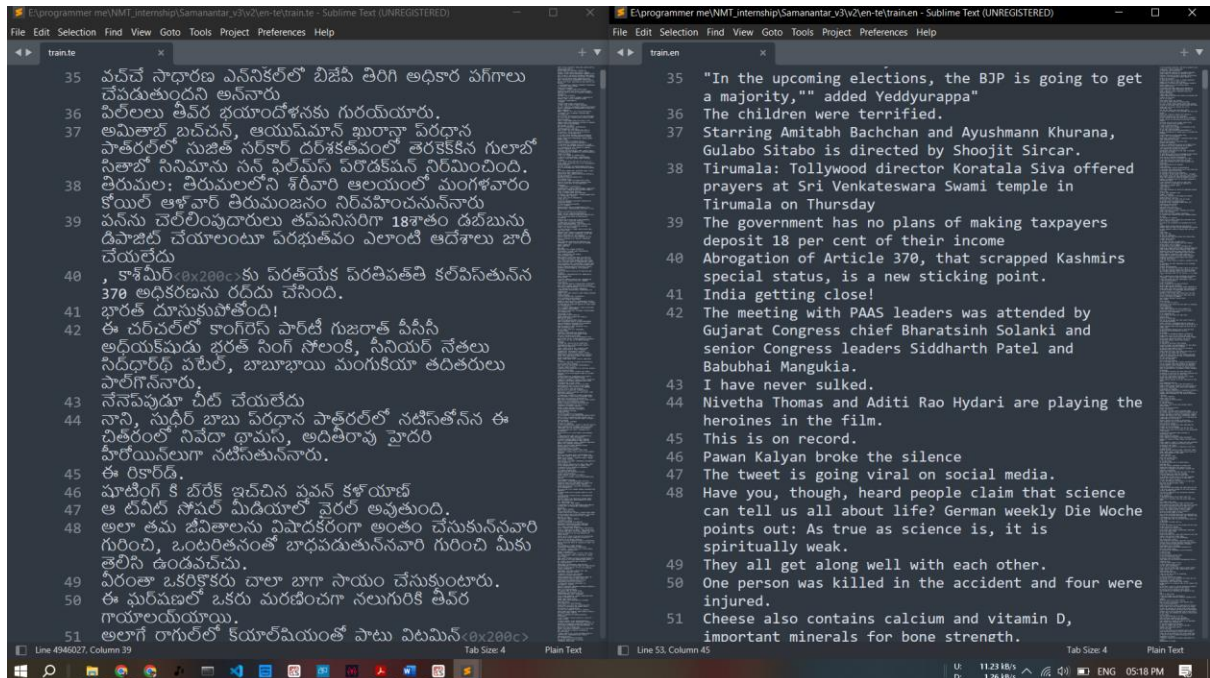 E:\programmer me\NMT_internship\Samanantar_v3\v2\en-te\train.te - Sublime Text (UNREGISTERED)
File Edit Selection Find View Goto Tools Project Preferences Help
train.te
35 వచ్చే సాధారణ ఎన్నికల్లో బీజేపీ తిరిగి అధికార పగ్గాలు
చేపడుతుందని అన్నారు
36 పిల్లలు తీవ్ర భయాందోళనకు గురయ్యారు.
37 అమితాబ్ బచ్చన్, ఆయుష్మాన్ ఖురానా ప్రధాన
పాత్రల్లో సుజిత్ సర్కార్ దర్శకత్వంలో తెరకెక్కిన గులాబో
సితాబో సినిమాను సన్ ఫిల్మ్స్ ప్రొడక్షన్ నిర్మించింది.
38 తిరుమల: తిరుమలలోని శ్రీవారి ఆలయంలో మంగళవారం
కోయిల్ ఆళ్వార్ తిరుమంజనం నిర్వహించనున్నారు
39 పన్ను చెల్లింపుదారులు తప్పనిసరిగా 18శాతం డబ్బును
డిపాజిట్ చేయాలంటూ ప్రభుత్వం ఎలాంటి ఆదేశాలు జారీ
చేయలేదు
40 , కాశ్మీర్<0x200c>కు ప్రత్యేక ప్రతిపత్తి కల్పిస్తున్న
370 అధికరణను రద్దు చేసింది.
41 భారత్ దూసుకుపోతోంది!
42 ఈ చర్చల్లో కాంగ్రెస్ పార్టీ గుజరాత్ పీసీసీ
అధ్యక్షుడు భరత్ సింగ్ సోలంకి, సీనియర్ నేతలు
సిద్ధార్థ్ పటేల్, బాబూభాయి మంగుకియా తదితరులు
పాల్గొన్నారు.
43 నేనెప్పుడూ చీట్ చేయలేదు
44 నాని, సుధీర్ బాబు ప్రధాన పాత్రల్లో నటిస్తోన్న ఈ
చిత్రంలో నివేదా థామస్, అదితీరావు హైదరి
హీరోయిన్లుగా నటిస్తున్నారు.
45 ఈ రికార్డ్.
46 షూటింగ్ కి బ్రేక్ ఇచ్చిన పవన్ కళ్యాణ్
47 ఆ ట్వీట్ సోషల్ మీడియాలో వైరల్ అవుతుంది.
48 అలా తమ జీవితాలను విషాదకరంగా అంతం చేసుకున్నవారి
గురించి, ఒంటరితనంతో బాధపడుతున్నవారి గురించి మీకు
తెలిసి ఉండవచ్చు.
49 వీరంతా ఒకరికొకరు చాలా బాగా సాయం చేసుకుంటారు.
50 ఈ ఘర్షణలో ఒకరు మరణించగా నలుగురికి తీవ్ర
గాయాలయ్యాయి.
51 అలాగే రాగుల్లో క్యాల్షియంతో పాటు విటమిన్<0x200c>
Line 4946027, Column 39
Tab Size: 4
Plain Text
E:\programmer me\NMT_internship\Samanantar_v3\v2\en-te\train.en - Sublime Text (UNREGISTERED)
File Edit Selection Find View Goto Tools Project Preferences Help
train.en
35 "In the upcoming elections, the BJP is going to get
a majority,"" added Yeddyurappa"
36 The children were terrified.
37 Starring Amitabh Bachchan and Ayushmann Khurana,
Gulabo Sitabo is directed by Shoojit Sircar.
38 Tirumala: Tollywood director Koratala Siva offered
prayers at Sri Venkateswara Swami temple in
Tirumala on Thursday
39 The government has no plans of making taxpayers
deposit 18 per cent of their income
40 Abrogation of Article 370, that scrapped Kashmirs
special status, is a new sticking point.
41 India getting close!
42 The meeting with PAAS leaders was attended by
Gujarat Congress chief Bharatsinh Solanki and
senior Congress leaders Siddharth Patel and
Babubhai Mangukia.
43 I have never sulked.
44 Nivetha Thomas and Aditi Rao Hydari are playing the
heroines in the film.
45 This is on record.
46 Pawan Kalyan broke the silence
47 The tweet is going viral on social media.
48 Have you, though, heard people claim that science
can tell us all about life? German weekly Die Woche
points out: As true as science is, it is
spiritually weak.
49 They all get along well with each other.
50 One person was killed in the accident and four were
injured.
51 Cheese also contains calcium and vitamin D,
important minerals for bone strength.
Line 53, Column 45
Tab Size: 4
Plain Text
U: 11.23 kB/s
D: 1.26 kB/s
ENG 05:18 PM